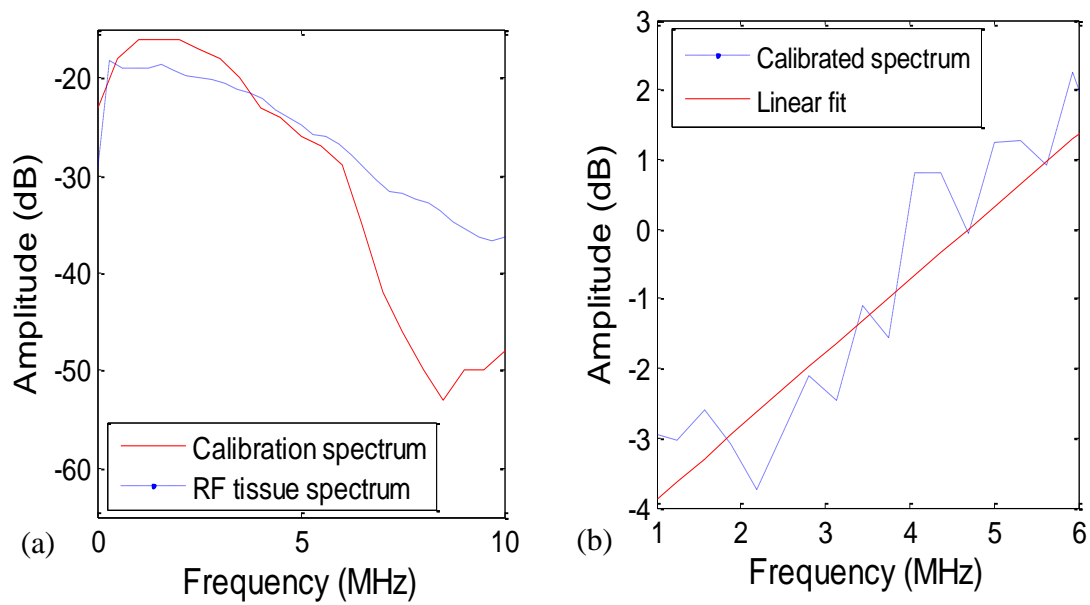 -20
-30
-40
-50
-60
Amplitude (dB)
Calibration spectrum
RF tissue spectrum
0
5
10
Frequency (MHz)
(a)
3
2
1
0
-1
-2
-3
-4
Amplitude (dB)
Calibrated spectrum
Linear fit
1
2
3
4
5
6
Frequency (MHz)
(b)